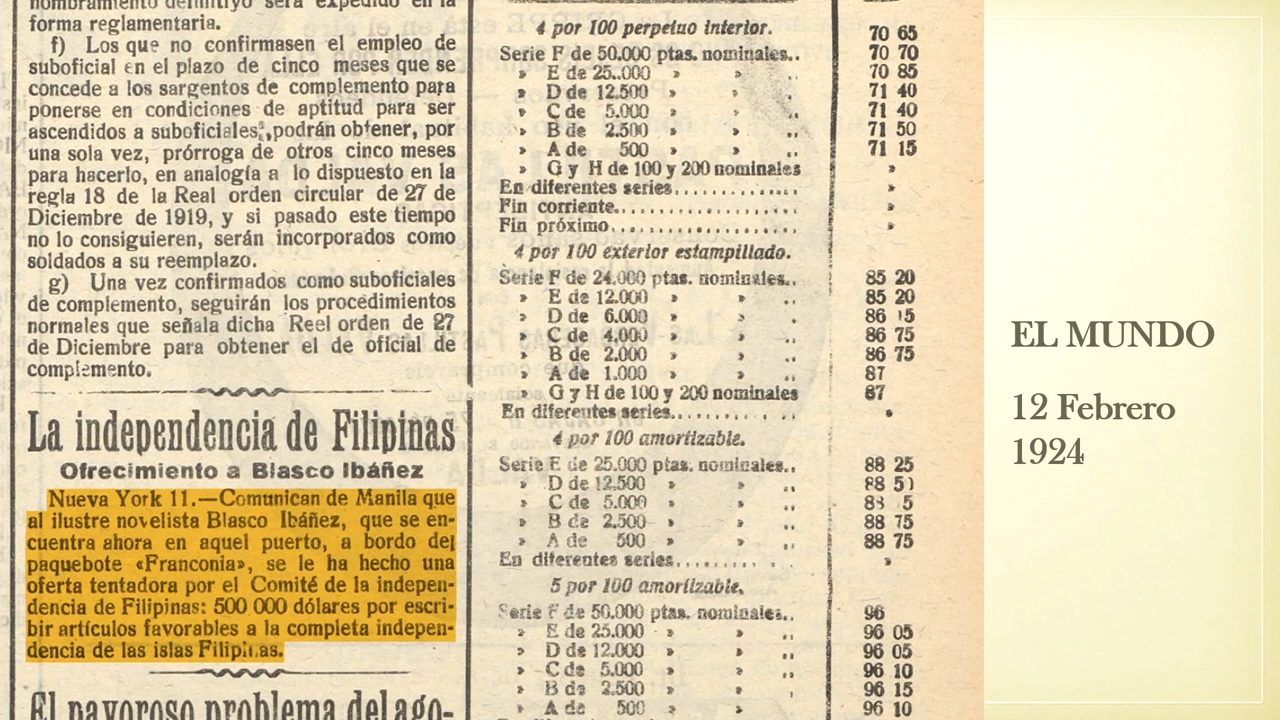 forma reglamentaria.
f) Los que no confirmasen el empleo de
suboficial en el plazo de cinco meses que se
concede a los sargentos de complemento para
ponerse en condiciones de aptitud para ser
ascendidos a suboficiales, podrán obtener, por
una sola vez, prórroga de otros cinco meses
para hacerlo, en analogía a lo dispuesto en la
regla 18 de la Real orden circular de 27 de
Diciembre de 1919, y si pasado este tiempo
no lo consiguieren, serán incorporados como
soldados a su reemplazo.
g) Una vez confirmados como suboficiales
de complemento, seguirán los procedimientos
normales que señala dicha Reel orden de 27
de Diciembre para obtener el de oficial de
complemento.
La independencia de Filipinas
Ofrecimiento a Blasco Ibáñez
Nueva York 11.—Comunican de Manila que
al ilustre novelista Blasco Ibáñez, que se en-
cuentra ahora en aquel puerto, a bordo del
paquebote «Franconia», se le ha hecho una
oferta tentadora por el Comité de la indepen-
dencia de Filipinas: 500 000 dólares por escri-
bir artículos favorables a la completa indepen-
dencia de las islas Filipinas.
El pavoroso problema del ago-
4 por 100 perpetuo interior.
70 65
Serie F de 50.000 ptas. nominales.. 70 70
» E de 25..000 » » 70 85
» D de 12.500 » » 71 40
» C de 5.000 » » 71 40
» B de 2.500 » » 71 50
» A de 500 » » 71 15
» G y H de 100 y 200 nominales »
En diferentes series............ »
Fin corriente.................. »
Fin próximo.................. »
4 por 100 exterior estampillado.
Serie F de 24.000 ptas. nominales.. 85 20
» E de 12.000 » » 85 20
» D de 6.000 » » 86
» C de 4.000 » » 86 75
» B de 2.000 » » 86 75
» A de 1.000 » » 87
» G y H de 100 y 200 nominales 87
En diferentes series............ »
4 por 100 amortizable.
Serie E de 25.000 ptas. nominales.. 88 25
» D de 12.500 » » 88
» C de 5.000 » »
» B de 2.500 » » 88 75
» A de 500 » » 88 75
En diferentes series............ »
5 por 100 amortizable.
Serie F de 50.000 ptas. nominales.. 96
» E de 25.000 » » 96 05
» D de 12.000 » » 96 05
» C de 5.000 » » 96 10
» B de 2.500 » » 96 15
» A de 500 » » 96 10
EL MUNDO
12 Febrero
1924